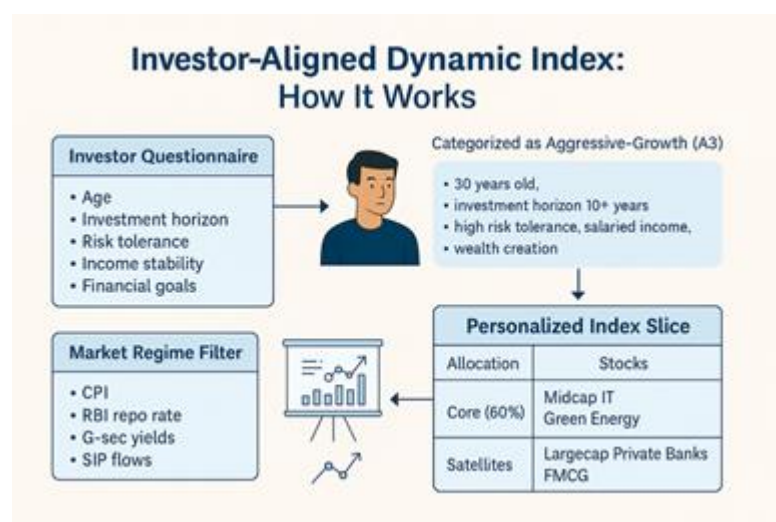 Investor-Aligned Dynamic Index:
How It Works
Investor Questionnaire
• Age
• Investment horizon
• Risk tolerance
• Income stability
• Financial goals
Categorized as Aggressive-Growth (A3)
• 30 years old,
• investment horizon 10+ years
• high risk tolerance, salaried income,
• wealth creation
Market Regime Filter
• CPI
• RBI repo rate
• G-sec yields
• SIP flows
Personalized Index Slice
Allocation Stocks
Core (60%) Midcap IT
Green Energy
Satellites Largecap Private Banks
FMCG